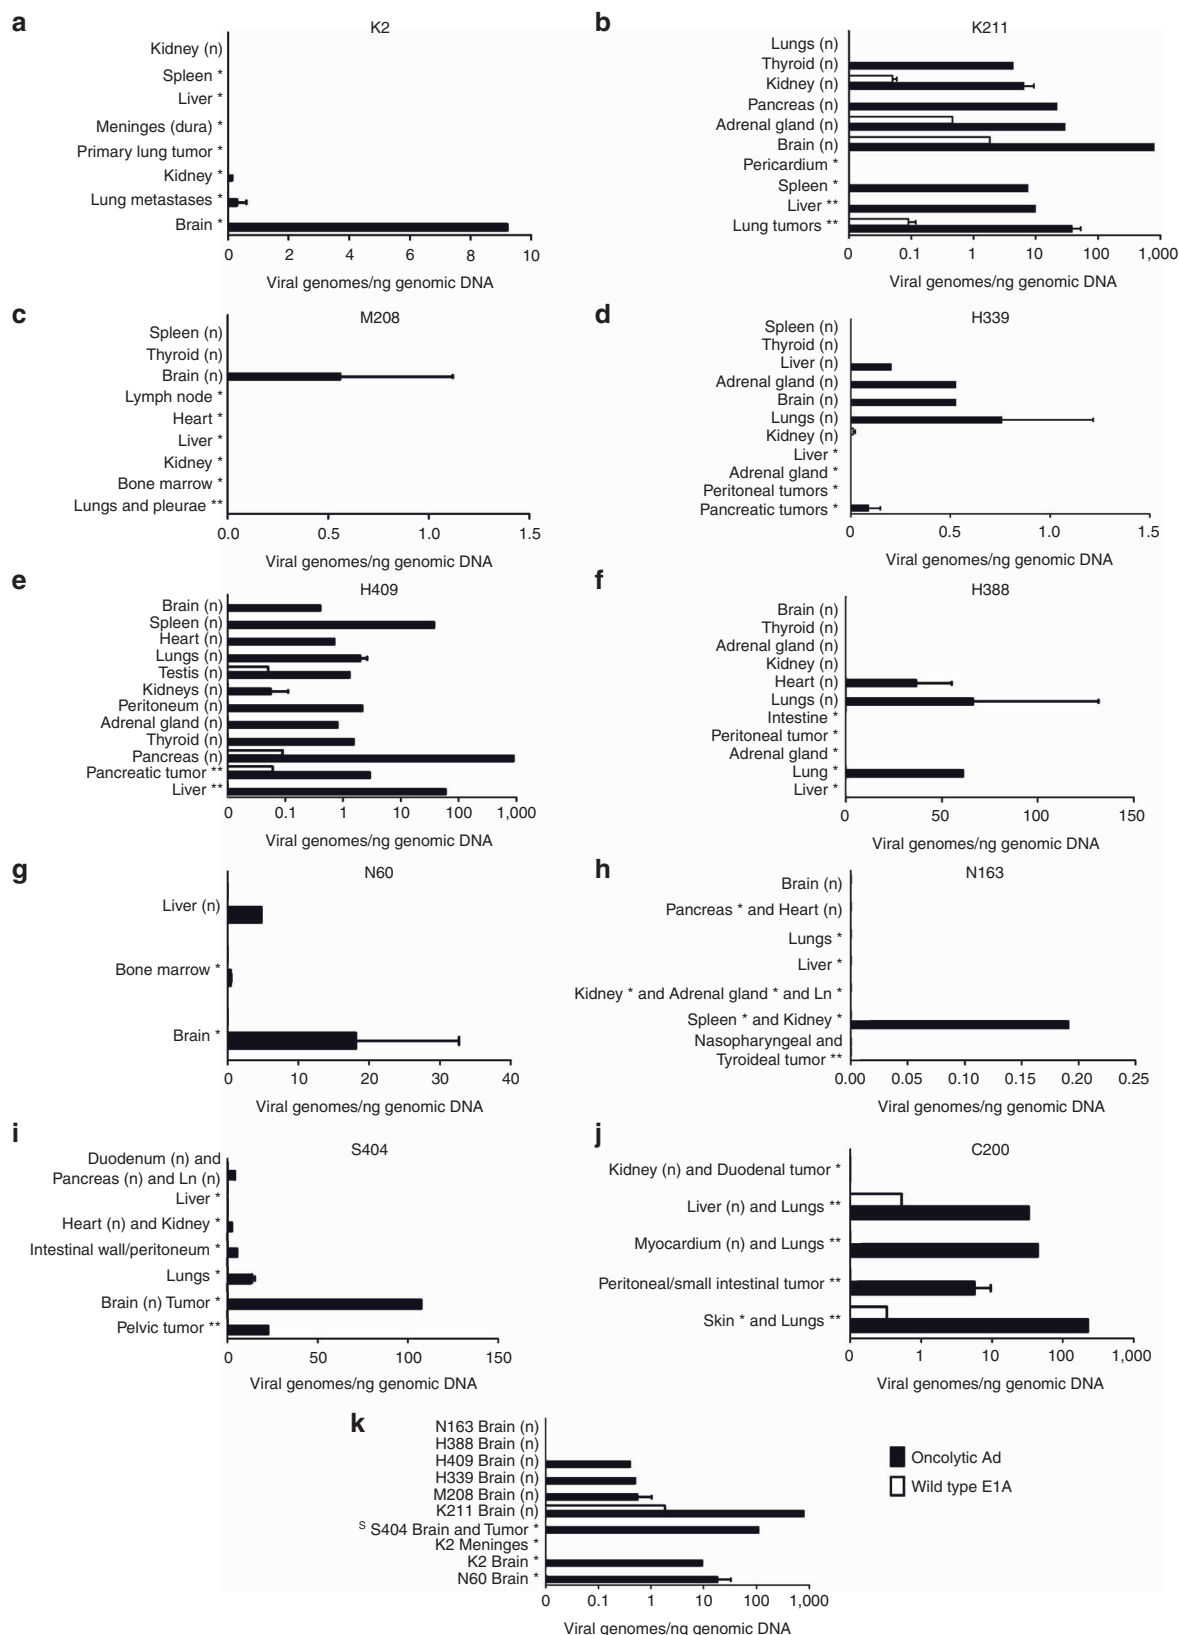 a
K2
Kidney (n)
Spleen *
Liver *
Meninges (dura) *
Primary lung tumor *
Kidney *
Lung metastases *
Brain *
0 2 4 6 8 10
Viral genomes/ng genomic DNA
b
K211
Lungs (n)
Thyroid (n)
Kidney (n)
Pancreas (n)
Adrenal gland (n)
Brain (n)
Pericardium *
Spleen *
Liver **
Lung tumors **
0 0.1 1 10 100 1,000
Viral genomes/ng genomic DNA
c
M208
Spleen (n)
Thyroid (n)
Brain (n)
Lymph node *
Heart *
Liver *
Kidney *
Bone marrow *
Lungs and pleurae **
0.0 0.5 1.0 1.5
Viral genomes/ng genomic DNA
d
H339
Spleen (n)
Thyroid (n)
Liver (n)
Adrenal gland (n)
Brain (n)
Lungs (n)
Kidney (n)
Liver *
Adrenal gland *
Peritoneal tumors *
Pancreatic tumors *
0 0.5 1.0 1.5
Viral genomes/ng genomic DNA
e
H409
Brain (n)
Spleen (n)
Heart (n)
Lungs (n)
Testis (n)
Kidneys (n)
Peritoneum (n)
Adrenal gland (n)
Thyroid (n)
Pancreas (n)
Pancreatic tumor **
Liver **
0 0.1 1 10 100 1,000
Viral genomes/ng genomic DNA
f
H388
Brain (n)
Thyroid (n)
Adrenal gland (n)
Kidney (n)
Heart (n)
Lungs (n)
Intestine *
Peritoneal tumor *
Adrenal gland *
Lung *
Liver *
0 50 100 150
Viral genomes/ng genomic DNA
g
N60
Liver (n)
Bone marrow *
Brain *
0 10 20 30 40
Viral genomes/ng genomic DNA
h
N163
Brain (n)
Pancreas * and Heart (n)
Lungs *
Liver *
Kidney * and Adrenal gland * and Ln *
Spleen * and Kidney *
Nasopharyngeal and
Tyroideal tumor **
0.00 0.05 0.10 0.15 0.20 0.25
Viral genomes/ng genomic DNA
i
S404
Duodenum (n) and
Pancreas (n) and Ln (n)
Liver *
Heart (n) and Kidney *
Intestinal wall/peritoneum *
Lungs *
Brain (n) Tumor *
Pelvic tumor **
0 50 100 150
Viral genomes/ng genomic DNA
j
C200
Kidney (n) and Duodenal tumor *
Liver (n) and Lungs **
Myocardium (n) and Lungs **
Peritoneal/small intestinal tumor **
Skin * and Lungs **
0 1 10 100 1,000
Viral genomes/ng genomic DNA
k
N163 Brain (n)
H388 Brain (n)
H409 Brain (n)
H339 Brain (n)
M208 Brain (n)
K211 Brain (n)
S S404 Brain and Tumor *
K2 Meninges *
K2 Brain *
N60 Brain *
0 0.1 1 10 100 1,000
Viral genomes/ng genomic DNA
Oncolytic Ad
Wild type E1A